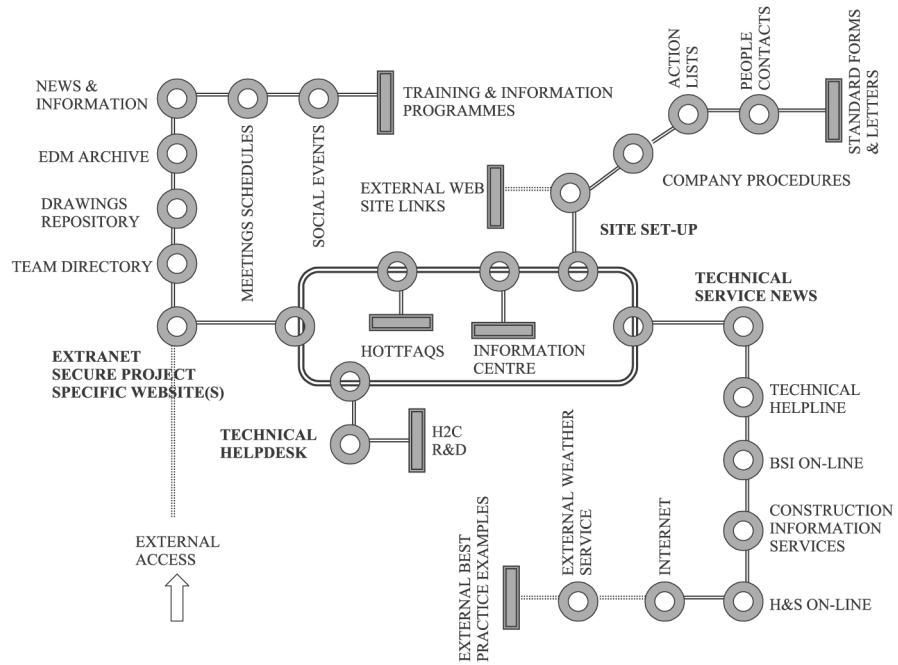 NEWS &
INFORMATION
EDM ARCHIVE
DRAWINGS
REPOSITORY
TEAM DIRECTORY
MEETINGS SCHEDULES
SOCIAL EVENTS
TRAINING & INFORMATION
PROGRAMMES
EXTERNAL WEB
SITE LINKS
ACTION
LISTS
PEOPLE
CONTACTS
STANDARD FORMS
& LETTERS
COMPANY PROCEDURES
SITE SET-UP
TECHNICAL
SERVICE NEWS
HOTTFAQS
INFORMATION
CENTRE
EXTRANET
SECURE PROJECT
SPECIFIC WEBSITE(S)
TECHNICAL
HELPDESK
H2C
R&D
TECHNICAL
HELPLINE
BSI ON-LINE
CONSTRUCTION
INFORMATION
SERVICES
H&S ON-LINE
INTERNET
EXTERNAL WEATHER
SERVICE
EXTERNAL BEST
PRACTICE EXAMPLES
EXTERNAL
ACCESS